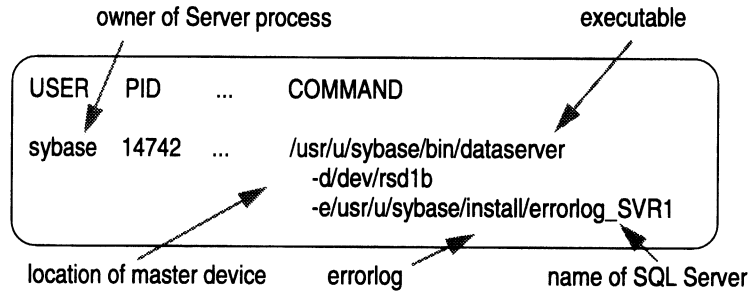 owner of Server process executable
USER PID ... COMMAND
sybase 14742 ... /usr/u/sybase/bin/dataserver
-d/dev/rsd1b
-e/usr/u/sybase/install/errorlog_SVR1
location of master device errorlog name of SQL Server